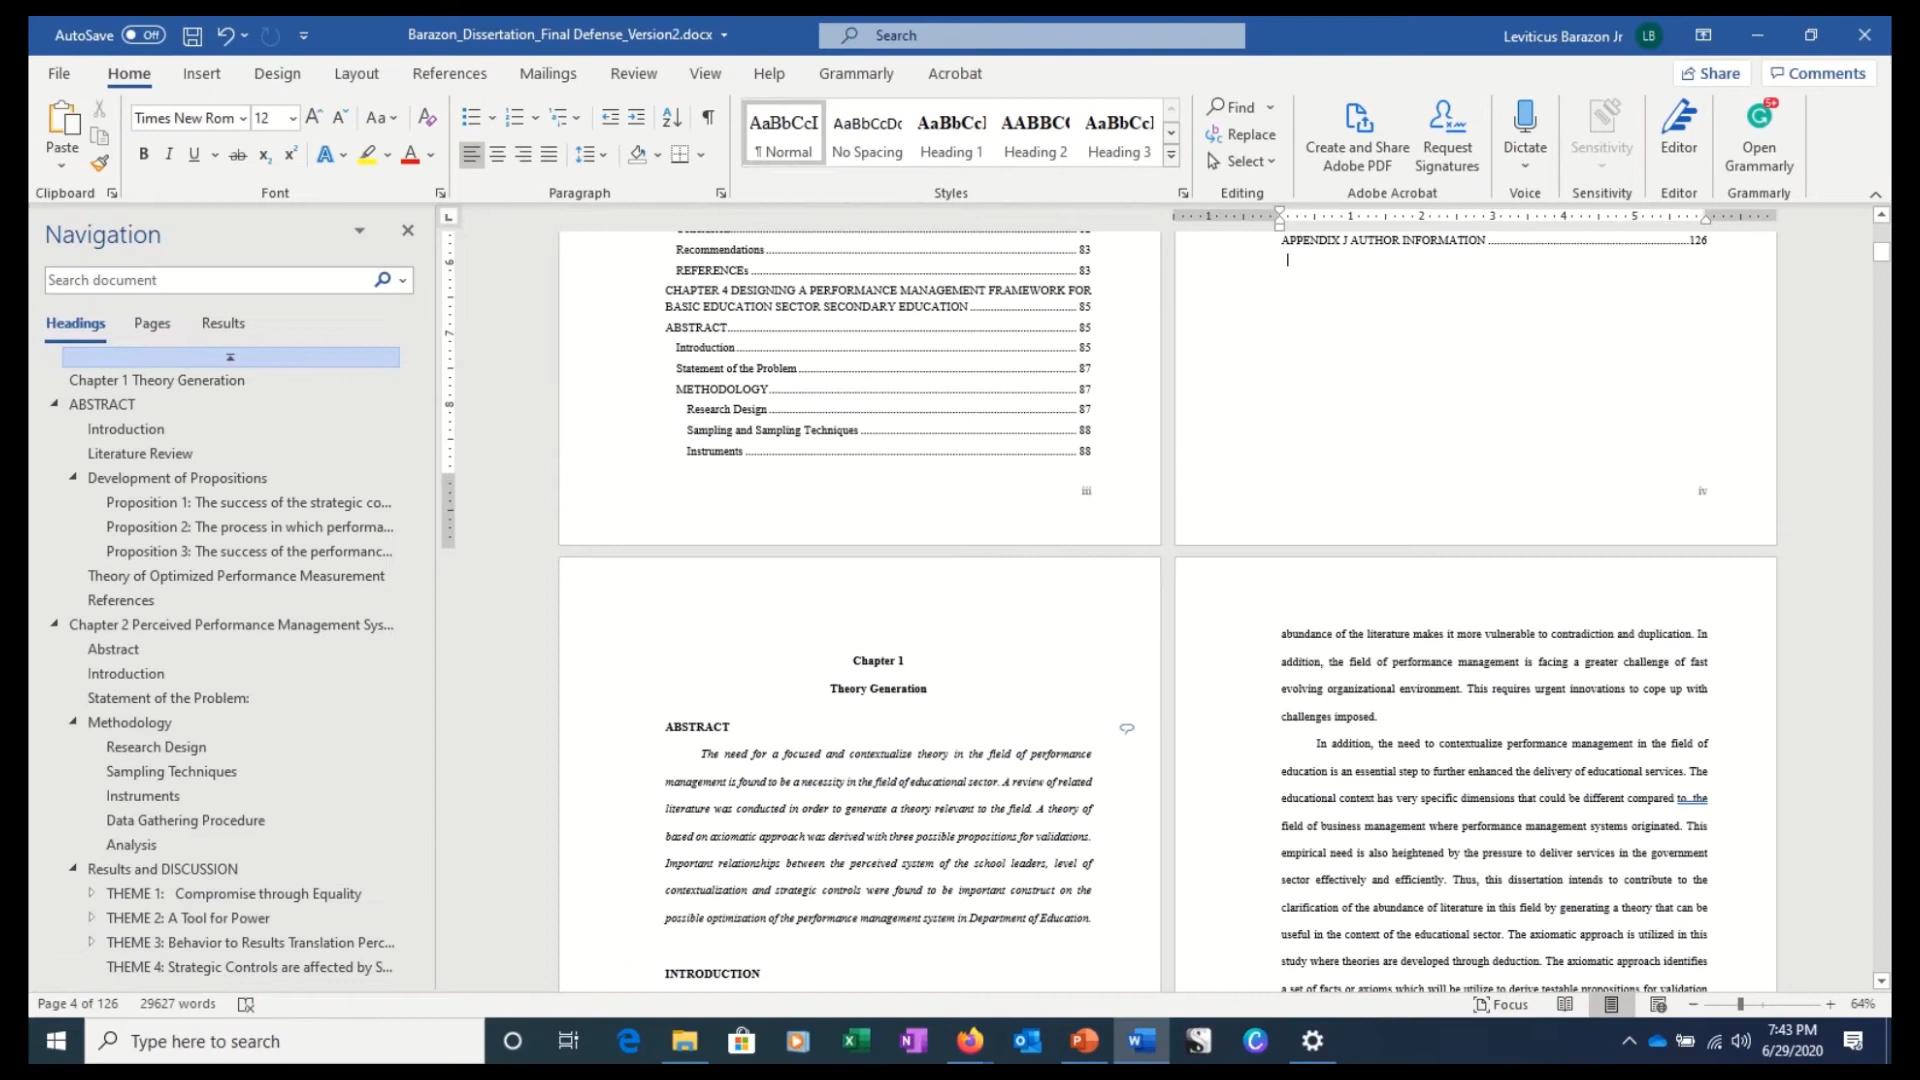 AutoSave Off Barazon_Dissertation_Final Defense_Version2.docx Search Leviticus Barazon Jr LB
File Home Insert Design Layout References Mailings Review View Help Grammarly Acrobat Share Comments
Times New Rom 12 Aa
Paste
B I U ab x2 x2 A A
AaBbCcI AaBbCcDc AaBbCcI AABBCC AaBbCcI
¶ Normal No Spacing Heading 1 Heading 2 Heading 3
Find
Replace
Select
Create and Share Adobe PDF
Request Signatures
Dictate
Sensitivity
Editor
Open Grammarly
Clipboard Font Paragraph Styles Editing Adobe Acrobat Voice Sensitivity Editor Grammarly
Navigation
Search document
Headings Pages Results
Chapter 1 Theory Generation
ABSTRACT
Introduction
Literature Review
Development of Propositions
Proposition 1: The success of the strategic co...
Proposition 2: The process in which performa...
Proposition 3: The success of the performanc...
Theory of Optimized Performance Measurement
References
Chapter 2 Perceived Performance Management Sys...
Abstract
Introduction
Statement of the Problem:
Methodology
Research Design
Sampling Techniques
Instruments
Data Gathering Procedure
Analysis
Results and DISCUSSION
THEME 1: Compromise through Equality
THEME 2: A Tool for Power
THEME 3: Behavior to Results Translation Perc...
THEME 4: Strategic Controls are affected by S...
Recommendations 83
REFERENCEs 83
CHAPTER 4 DESIGNING A PERFORMANCE MANAGEMENT FRAMEWORK FOR
BASIC EDUCATION SECTOR SECONDARY EDUCATION 85
ABSTRACT 85
Introduction 85
Statement of the Problem 87
METHODOLOGY 87
Research Design 87
Sampling and Sampling Techniques 88
Instruments 88
iii
APPENDIX J AUTHOR INFORMATION 126
iv
Chapter 1
Theory Generation
ABSTRACT
The need for a focused and contextualize theory in the field of performance
management is found to be a necessity in the field of educational sector. A review of related
literature was conducted in order to generate a theory relevant to the field. A theory of
based on axiomatic approach was derived with three possible propositions for validations.
Important relationships between the perceived system of the school leaders, level of
contextualization and strategic controls were found to be important construct on the
possible optimization of the performance management system in Department of Education.
INTRODUCTION
abundance of the literature makes it more vulnerable to contradiction and duplication. In
addition, the field of performance management is facing a greater challenge of fast
evolving organizational environment. This requires urgent innovations to cope up with
challenges imposed.
In addition, the need to contextualize performance management in the field of
education is an essential step to further enhanced the delivery of educational services. The
educational context has very specific dimensions that could be different compared to the
field of business management where performance management systems originated. This
empirical need is also heightened by the pressure to deliver services in the government
sector effectively and efficiently. Thus, this dissertation intends to contribute to the
clarification of the abundance of literature in this field by generating a theory that can be
useful in the context of the educational sector. The axiomatic approach is utilized in this
study where theories are developed through deduction. The axiomatic approach identifies
a set of facts or axioms which will be utilize to derive testable propositions for validation
Page 4 of 126 29627 words Focus 64%
Type here to search
7:43 PM
6/29/2020